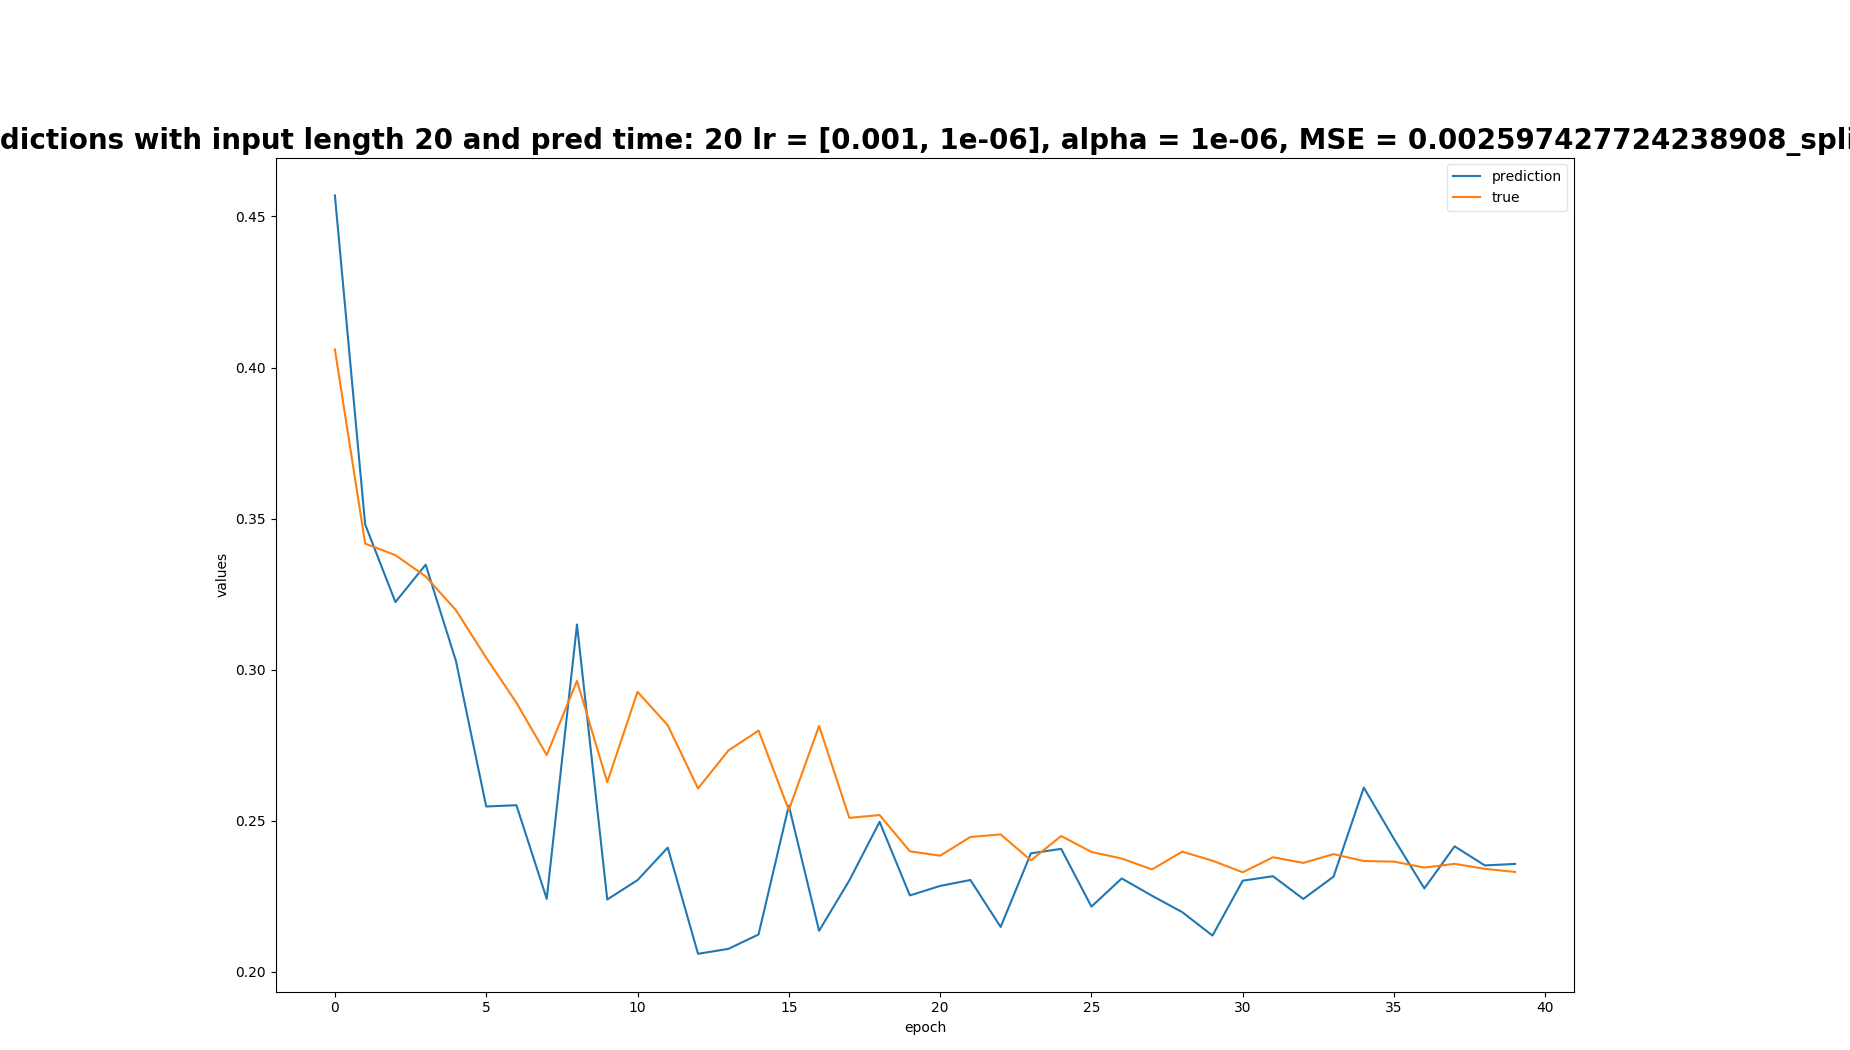 dictions with input length 20 and pred time: 20 lr = [0.001, 1e-06], alpha = 1e-06, MSE = 0.002597427724238908_spli
prediction
true
0.45
0.40
0.35
0.30
0.25
0.20
values
0 5 10 15 20 25 30 35 40
epoch